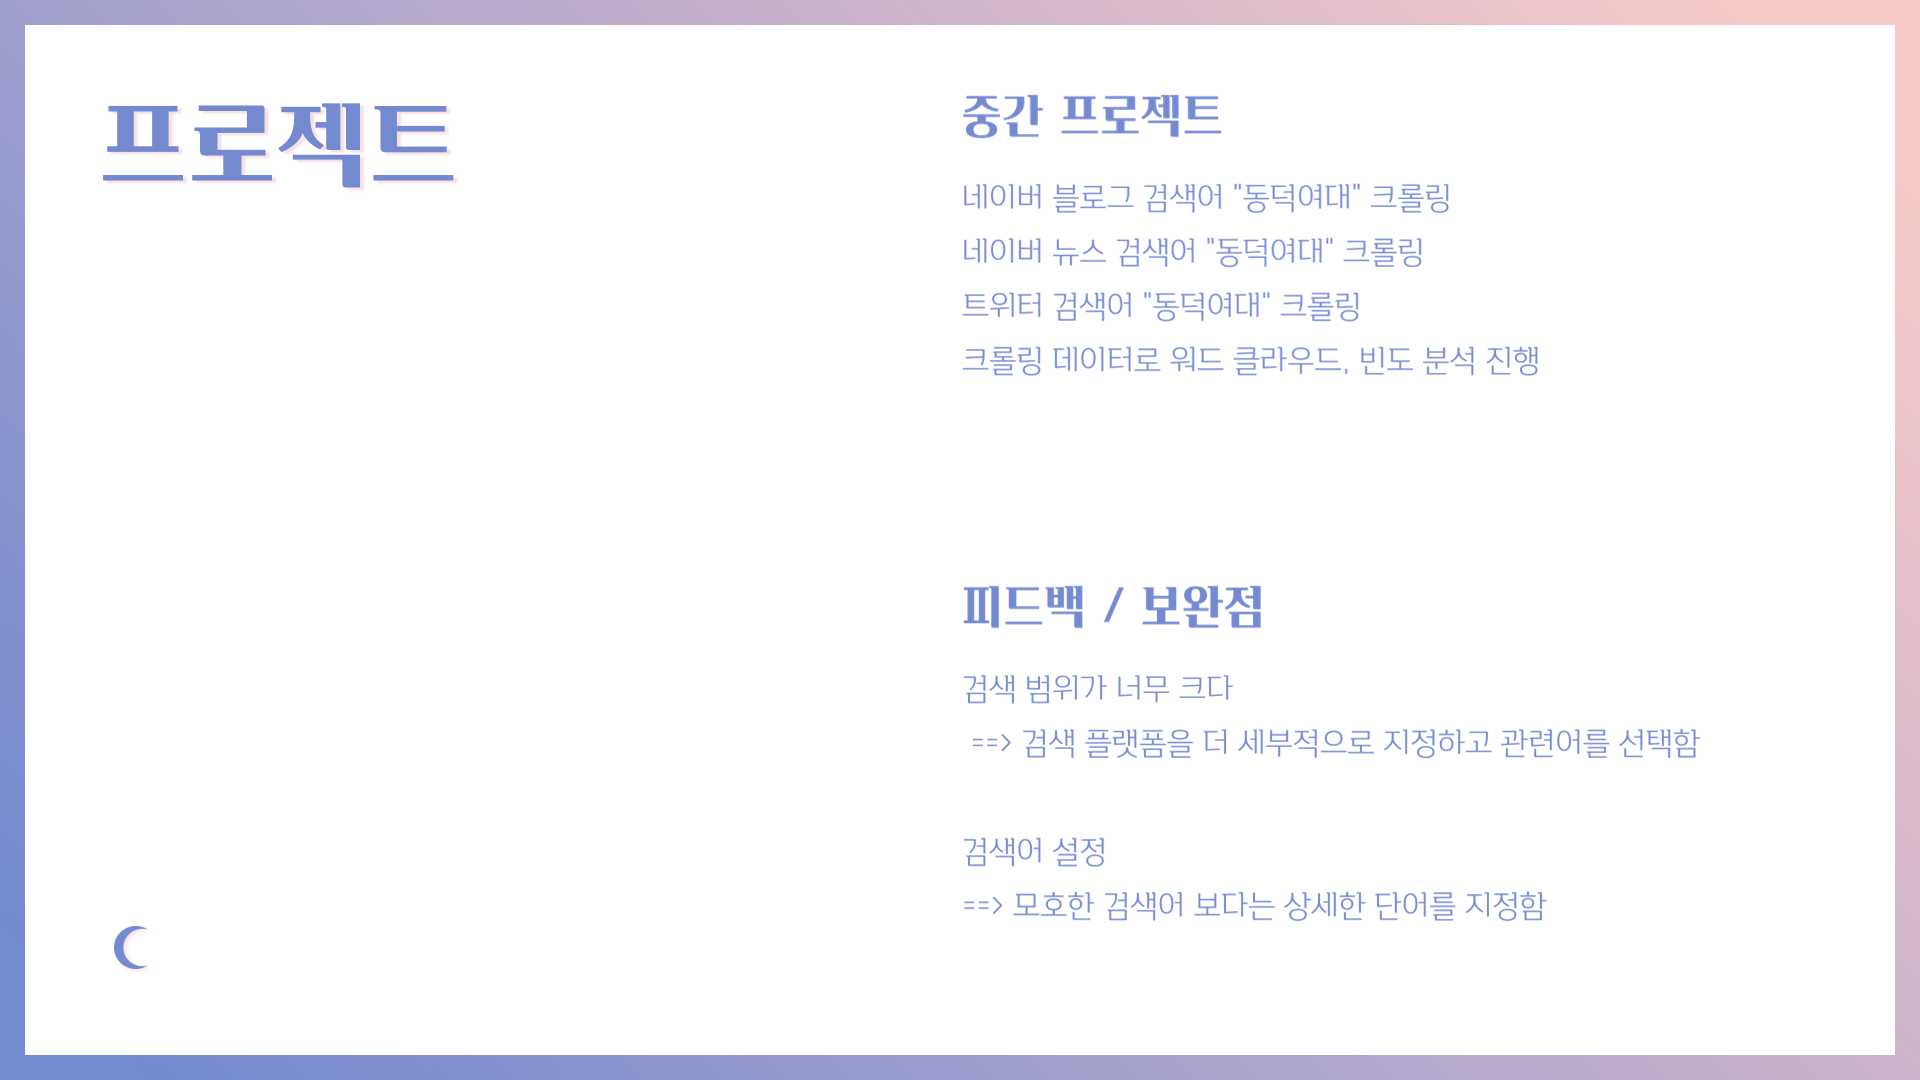 프로젝트
중간 프로젝트
네이버 블로그 검색어 "동덕여대" 크롤링
네이버 뉴스 검색어 "동덕여대" 크롤링
트위터 검색어 "동덕여대" 크롤링
크롤링 데이터로 워드 클라우드, 빈도 분석 진행
피드백 / 보완점
검색 범위가 너무 크다
==> 검색 플랫폼을 더 세부적으로 지정하고 관련어를 선택함
검색어 설정
==> 모호한 검색어 보다는 상세한 단어를 지정함